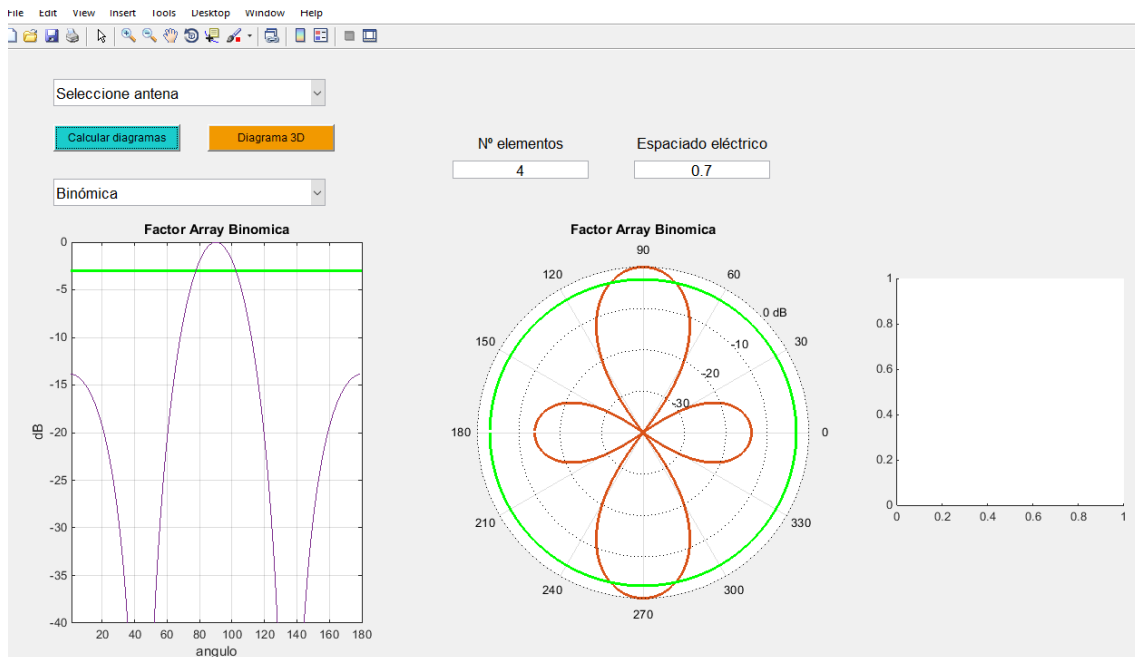 File Edit View Insert Tools Desktop Window Help
Seleccione antena
Calcular diagramas
Diagrama 3D
Nº elementos
Espaciado eléctrico
4
0.7
Binómica
Factor Array Binomica
0
-5
-10
-15
-20
-25
-30
-35
-40
dB
20 40 60 80 100 120 140 160 180
angulo
Factor Array Binomica
90
120
60
0 dB
150
-10
30
-20
-30
180
0
210
330
240
300
270
1
0.8
0.6
0.4
0.2
0
0 0.2 0.4 0.6 0.8 1